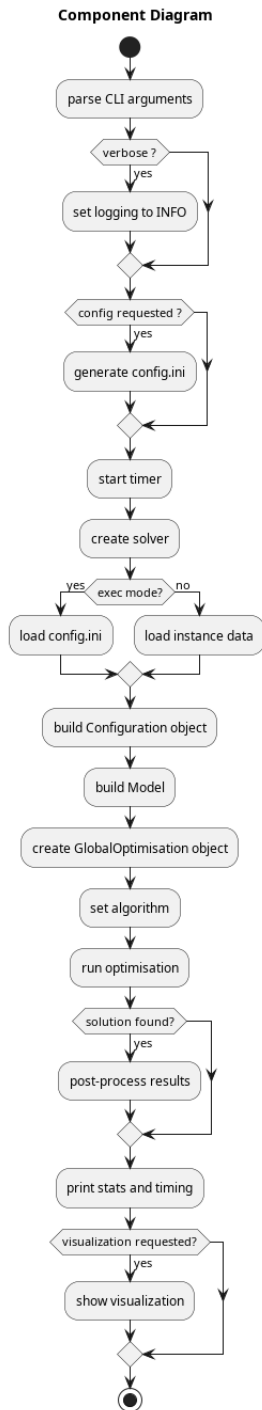 Component Diagram
parse CLI arguments
verbose ?
yes
set logging to INFO
config requested ?
yes
generate config.ini
start timer
create solver
yes
exec mode?
no
load config.ini
load instance data
build Configuration object
build Model
create GlobalOptimisation object
set algorithm
run optimisation
solution found?
yes
post-process results
print stats and timing
visualization requested?
yes
show visualization